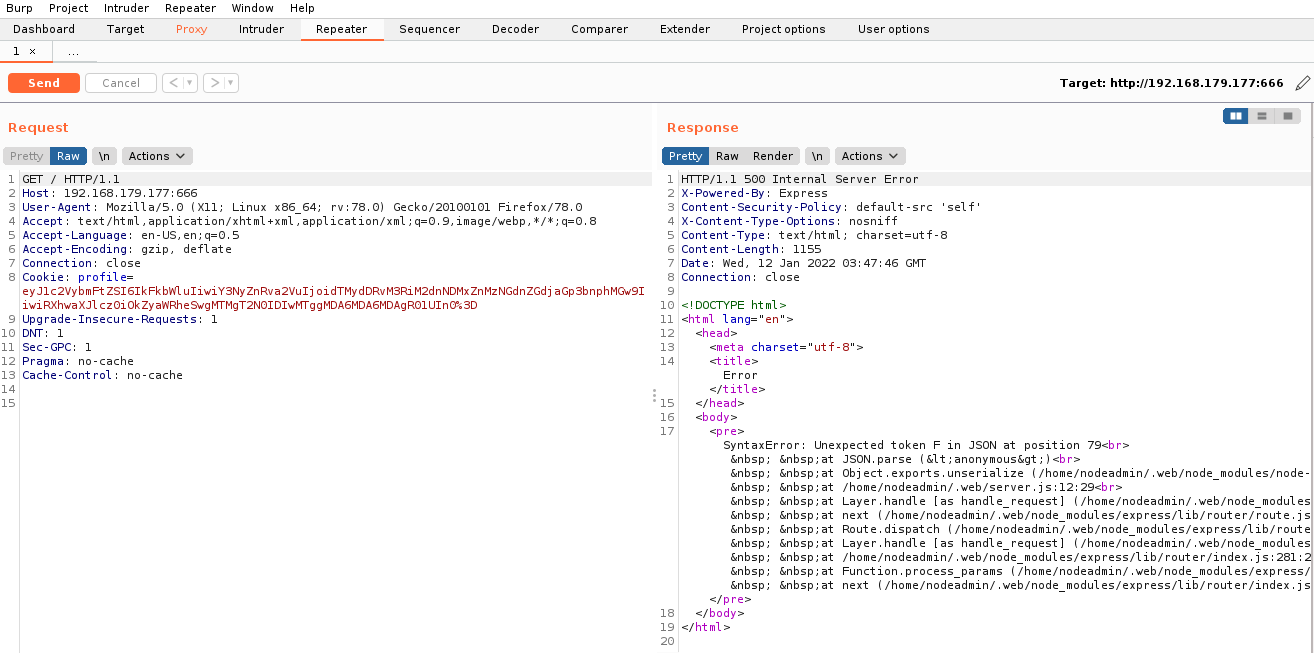 Burp Project Intruder Repeater Window Help
Dashboard Target Proxy Intruder Repeater Sequencer Decoder Comparer Extender Project options User options
1 × ...
Send Cancel < ▼ > ▼ Target: http://192.168.179.177:666
Request
Pretty Raw \n Actions
1 GET / HTTP/1.1
2 Host: 192.168.179.177:666
3 User-Agent: Mozilla/5.0 (X11; Linux x86_64; rv:78.0) Gecko/20100101 Firefox/78.0
4 Accept: text/html,application/xhtml+xml,application/xml;q=0.9,image/webp,*/*;q=0.8
5 Accept-Language: en-US,en;q=0.5
6 Accept-Encoding: gzip, deflate
7 Connection: close
8 Cookie: profile=
eyJ1c2VybmFtZSI6IkFkbWluIiwiY3NyZnRva2VuIjoidTMydDRvM3RiM2dnNDMxZnMzNGdnZGdjaGp3bnphMGw9I
iwiRXhwaXJlcz0iOkZyaWRheSwgMTMgT2N0IDIwMTggMDA6MDA6MDAgR01UIn0%3D
9 Upgrade-Insecure-Requests: 1
10 DNT: 1
11 Sec-GPC: 1
12 Pragma: no-cache
13 Cache-Control: no-cache
14
15
Response
Pretty Raw Render \n Actions
1 HTTP/1.1 500 Internal Server Error
2 X-Powered-By: Express
3 Content-Security-Policy: default-src 'self'
4 X-Content-Type-Options: nosniff
5 Content-Type: text/html; charset=utf-8
6 Content-Length: 1155
7 Date: Wed, 12 Jan 2022 03:47:46 GMT
8 Connection: close
9
10 <!DOCTYPE html>
11 <html lang="en">
12 <head>
13 <meta charset="utf-8">
14 <title>
Error
</title>
15 </head>
16 <body>
17 <pre>
SyntaxError: Unexpected token F in JSON at position 79<br>
&nbsp; &nbsp;at JSON.parse (&lt;anonymous&gt;)<br>
&nbsp; &nbsp;at Object.exports.unserialize (/home/nodeadmin/.web/node_modules/node-
&nbsp; &nbsp;at /home/nodeadmin/.web/server.js:12:29<br>
&nbsp; &nbsp;at Layer.handle [as handle_request] (/home/nodeadmin/.web/node_modules
&nbsp; &nbsp;at next (/home/nodeadmin/.web/node_modules/express/lib/router/route.js
&nbsp; &nbsp;at Route.dispatch (/home/nodeadmin/.web/node_modules/express/lib/route
&nbsp; &nbsp;at Layer.handle [as handle_request] (/home/nodeadmin/.web/node_modules
&nbsp; &nbsp;at /home/nodeadmin/.web/node_modules/express/lib/router/index.js:281:2
&nbsp; &nbsp;at Function.process_params (/home/nodeadmin/.web/node_modules/express/
&nbsp; &nbsp;at next (/home/nodeadmin/.web/node_modules/express/lib/router/index.js
</pre>
18 </body>
19 </html>
20